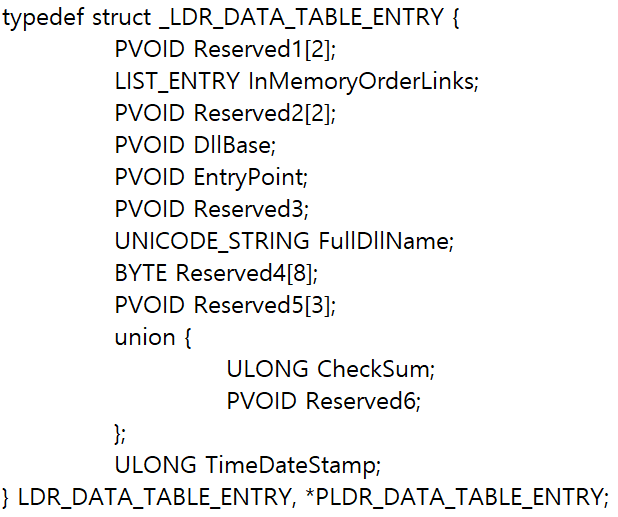 typedef struct _LDR_DATA_TABLE_ENTRY {
PVOID Reserved1[2];
LIST_ENTRY InMemoryOrderLinks;
PVOID Reserved2[2];
PVOID DllBase;
PVOID EntryPoint;
PVOID Reserved3;
UNICODE_STRING FullDllName;
BYTE Reserved4[8];
PVOID Reserved5[3];
union {
ULONG CheckSum;
PVOID Reserved6;
};
ULONG TimeDateStamp;
} LDR_DATA_TABLE_ENTRY, *PLDR_DATA_TABLE_ENTRY;